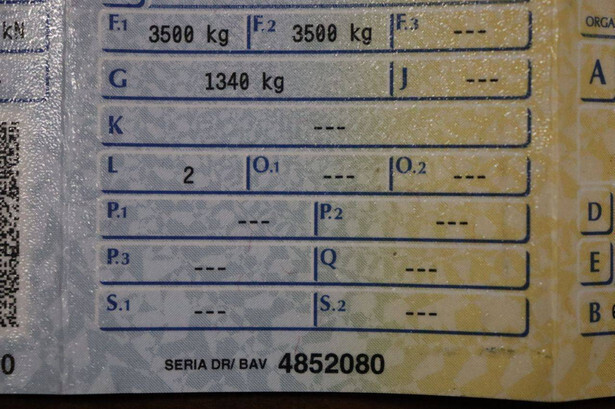 kN
F.1 3500 kg F.2 3500 kg F.3 ---
ORGA
G 1340 kg J ---
A
K ---
L 2 O.1 --- O.2 ---
P.1 --- P.2 ---
D
P.3 --- Q ---
E
S.1 --- S.2 ---
B
0 SERIA DR/ BAV 4852080